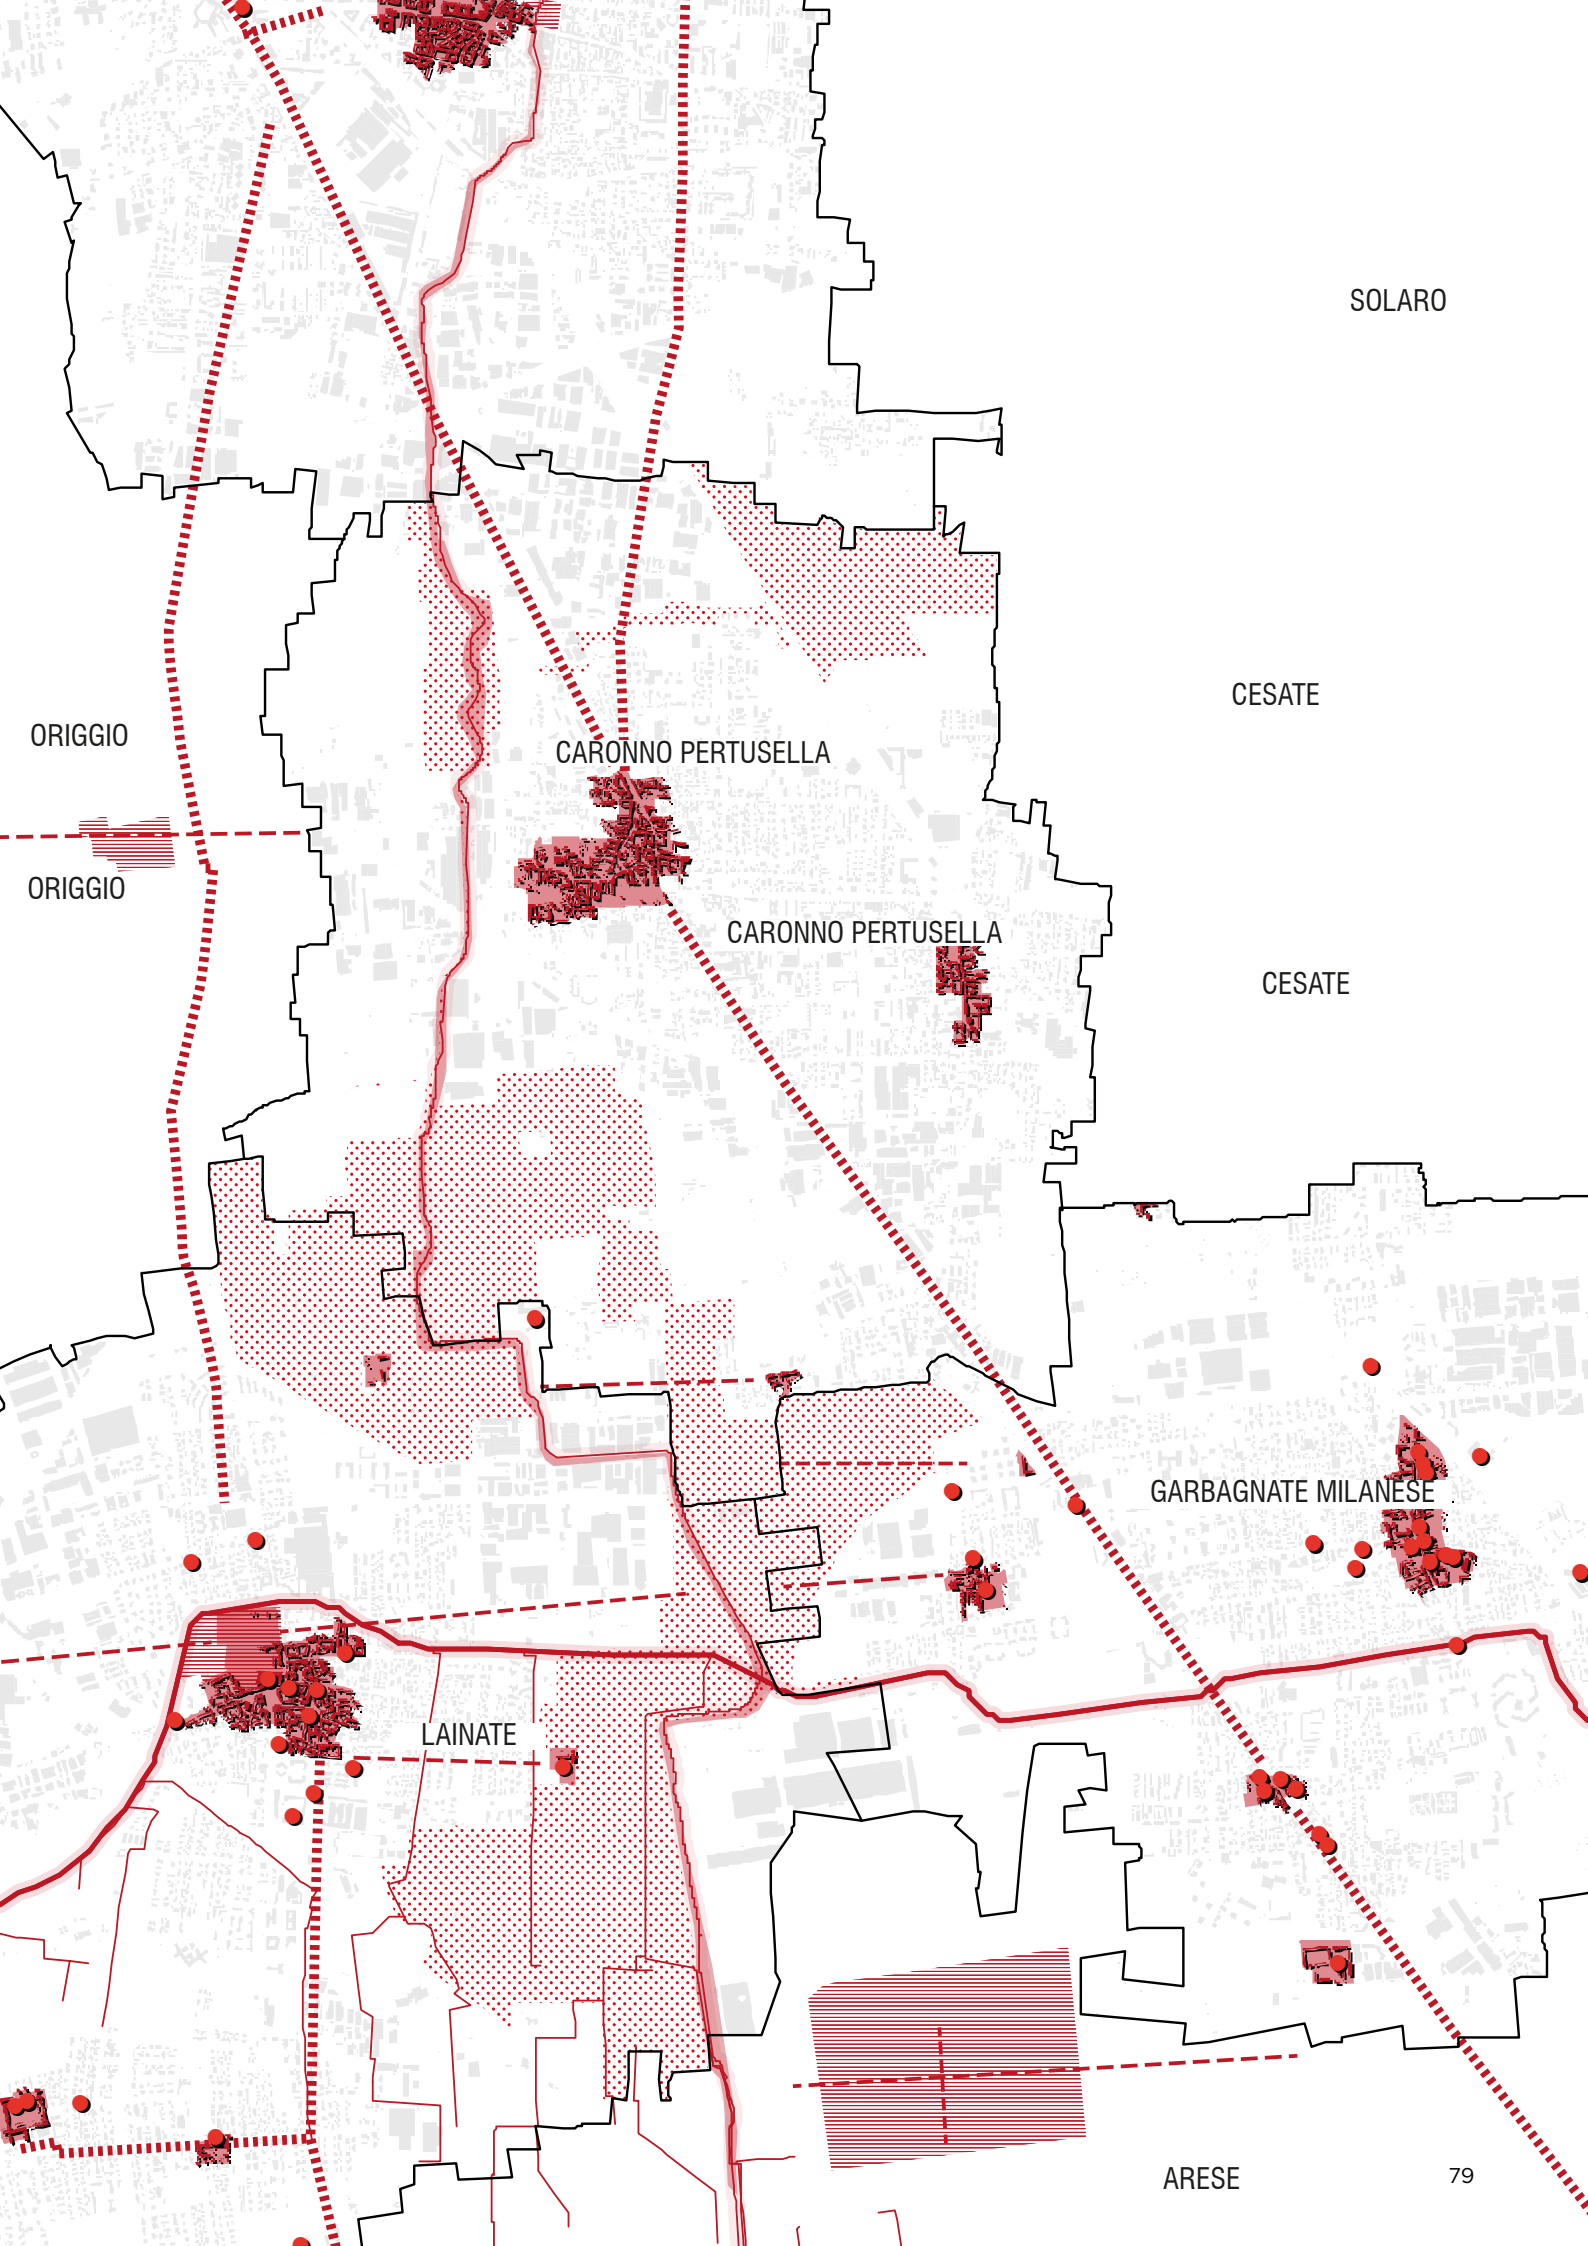 SOLARO
CESATE
ORIGGIO
CARONNO PERTUSELLA
ORIGGIO
CARONNO PERTUSELLA
CESATE
GARBAGNATE MILANESE
LAINATE
ARESE
79